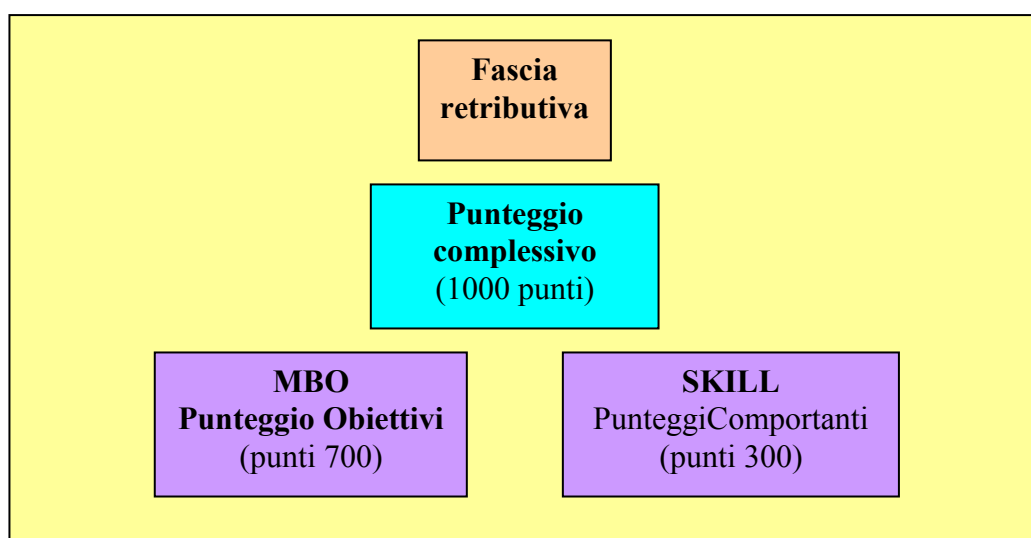 Fascia
retributiva
Punteggio
complessivo
(1000 punti)
MBO
Punteggio Obiettivi
(punti 700)
SKILL
PunteggiComportanti
(punti 300)